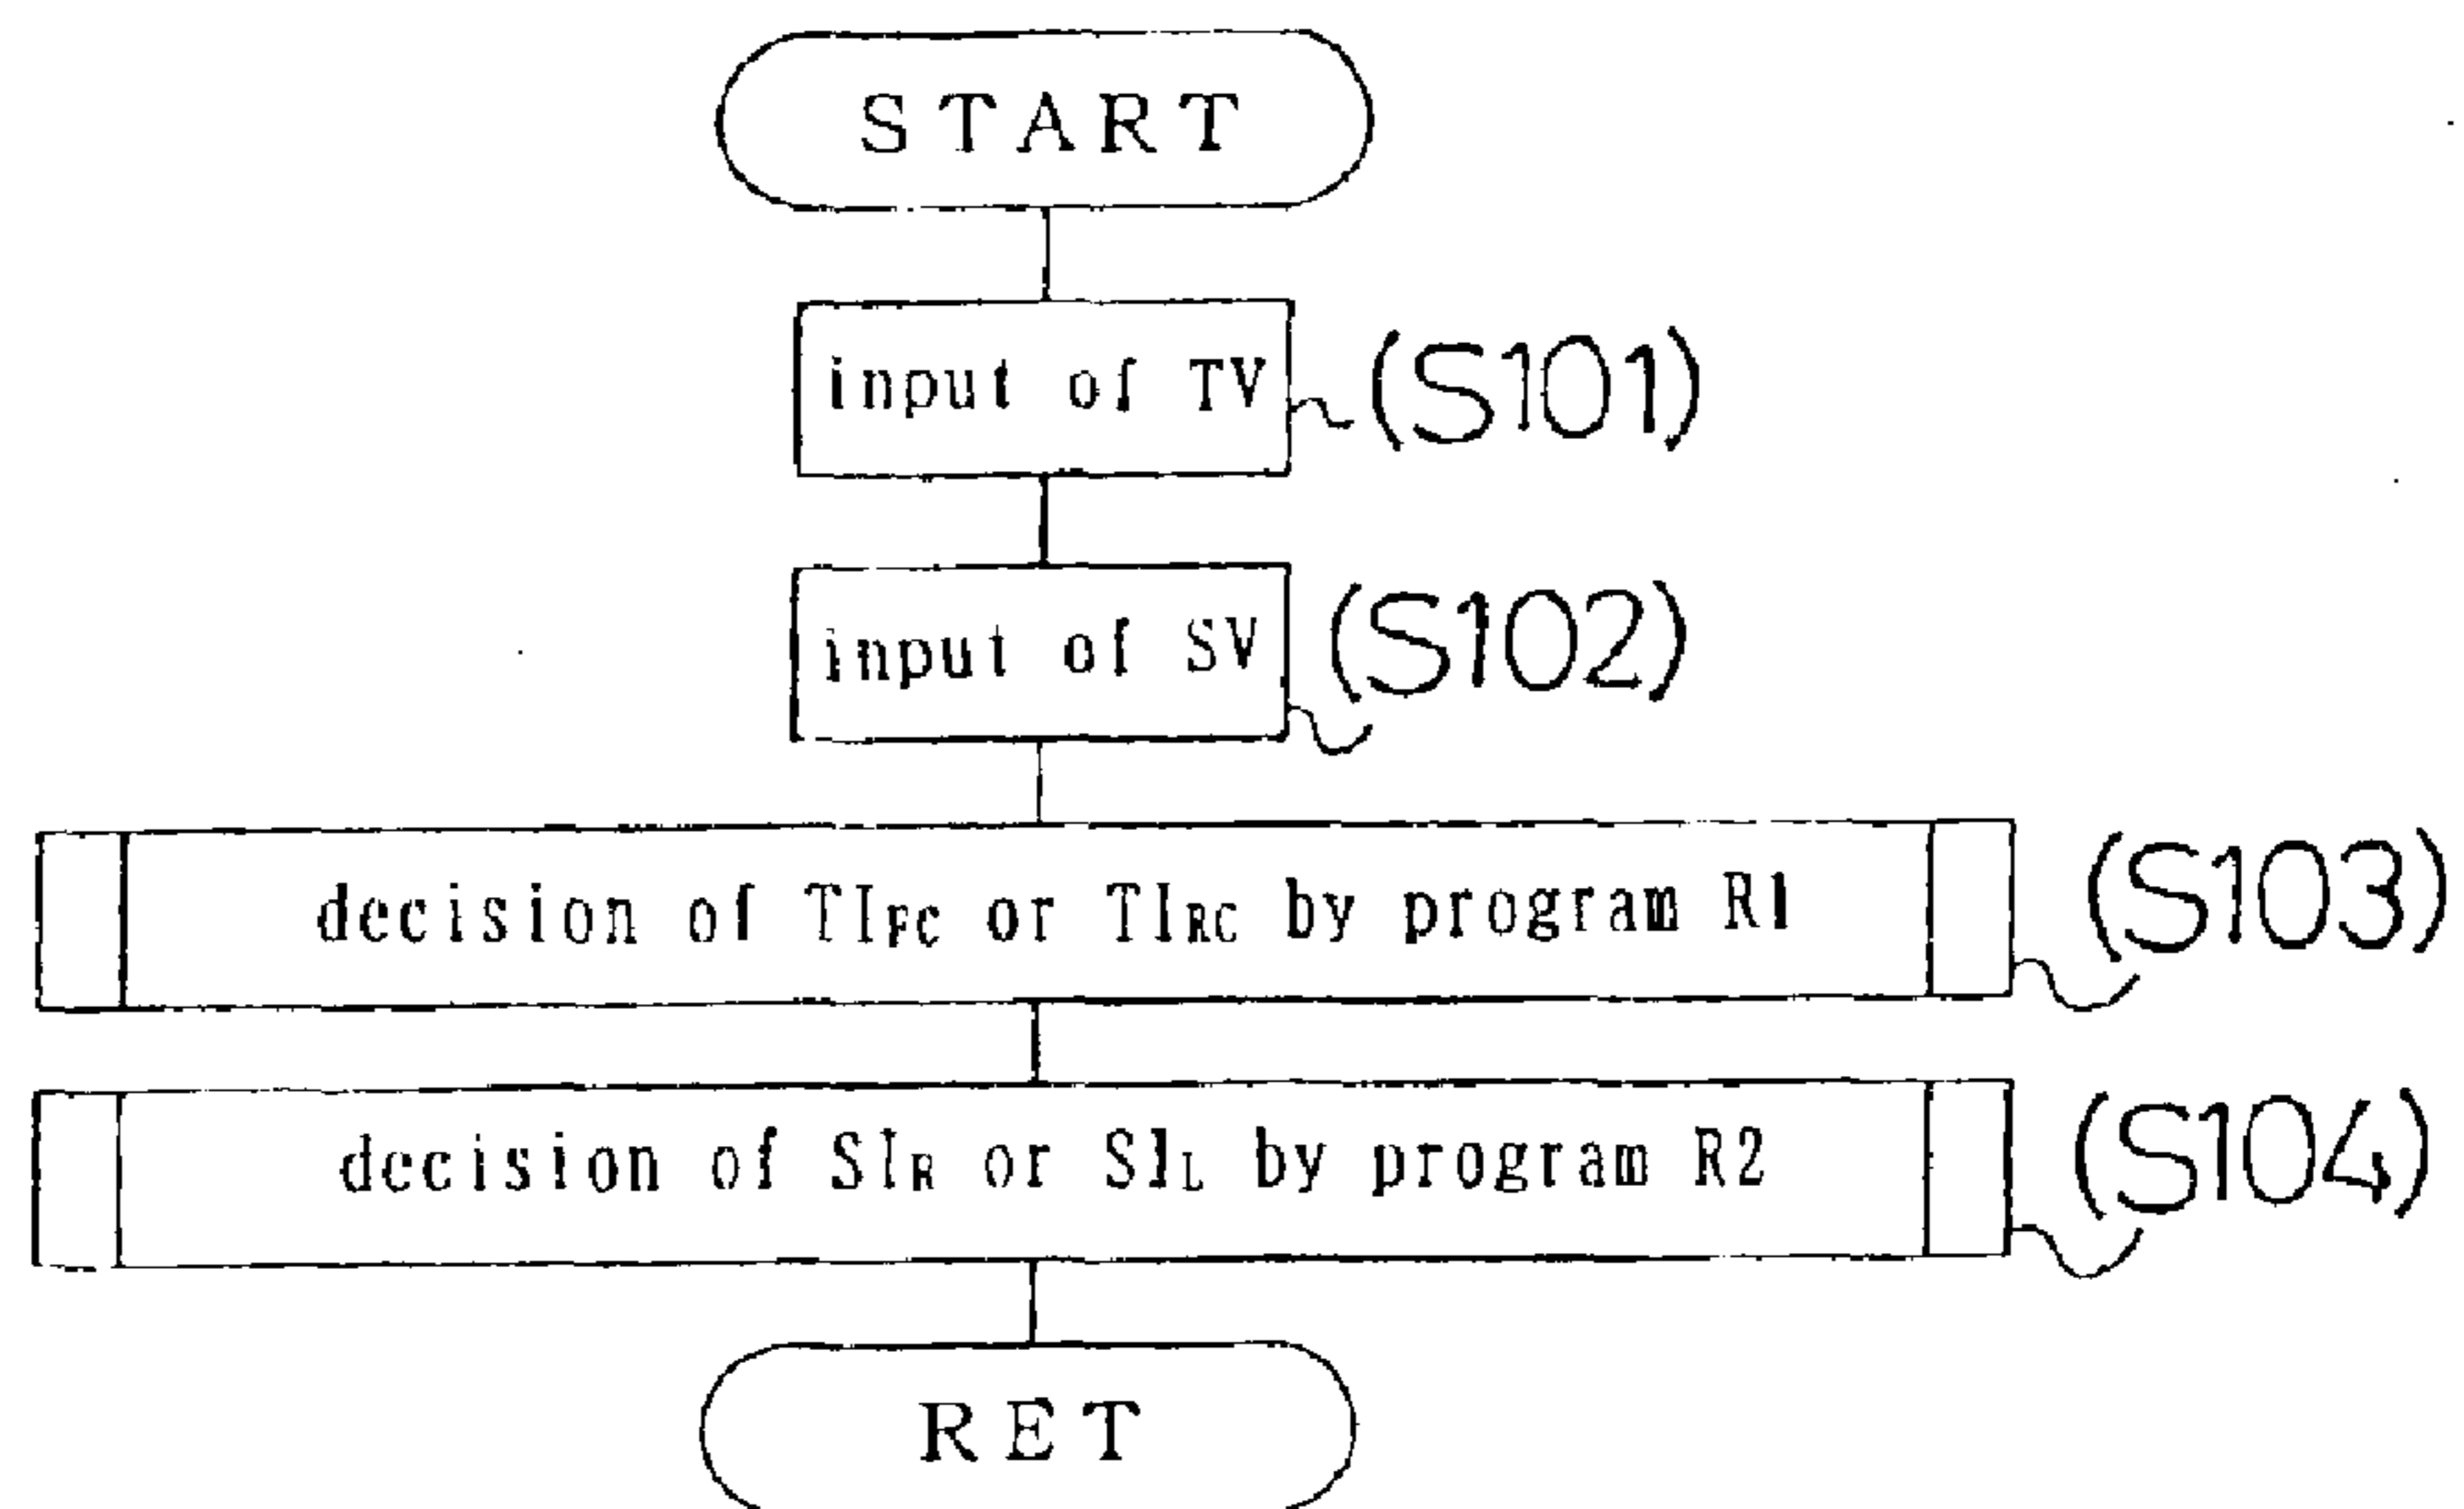 START
input of TV (S101)
input of SV (S102)
decision of TIFC or TIRC by program R1 (S103)
decision of SIR or SIL by program R2 (S104)
RET